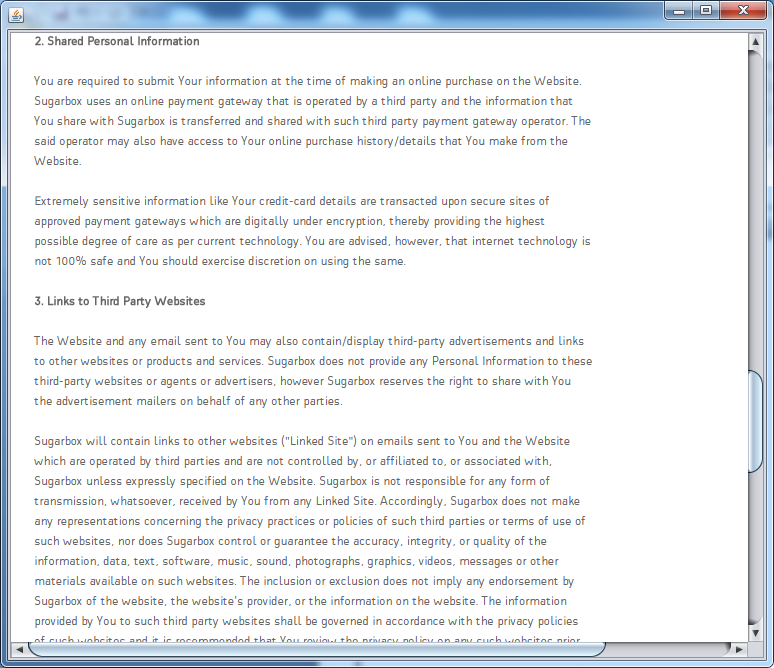 2. Shared Personal Information
You are required to submit Your information at the time of making an online purchase on the Website.
Sugarbox uses an online payment gateway that is operated by a third party and the information that
You share with Sugarbox is transferred and shared with such third party payment gateway operator. The
said operator may also have access to Your online purchase history/details that You make from the
Website.
Extremely sensitive information like Your credit-card details are transacted upon secure sites of
approved payment gateways which are digitally under encryption, thereby providing the highest
possible degree of care as per current technology. You are advised, however, that internet technology is
not 100% safe and You should exercise discretion on using the same.
3. Links to Third Party Websites
The Website and any email sent to You may also contain/display third-party advertisements and links
to other websites or products and services. Sugarbox does not provide any Personal Information to these
third-party websites or agents or advertisers, however Sugarbox reserves the right to share with You
the advertisement mailers on behalf of any other parties.
Sugarbox will contain links to other websites ("Linked Site") on emails sent to You and the Website
which are operated by third parties and are not controlled by, or affiliated to, or associated with,
Sugarbox unless expressly specified on the Website. Sugarbox is not responsible for any form of
transmission, whatsoever, received by You from any Linked Site. Accordingly, Sugarbox does not make
any representations concerning the privacy practices or policies of such third parties or terms of use of
such websites, nor does Sugarbox control or guarantee the accuracy, integrity, or quality of the
information, data, text, software, music, sound, photographs, graphics, videos, messages or other
materials available on such websites. The inclusion or exclusion does not imply any endorsement by
Sugarbox of the website, the website's provider, or the information on the website. The information
provided by You to such third party websites shall be governed in accordance with the privacy policies
of such websites and it is recommended that You review the privacy policy on any such websites prior